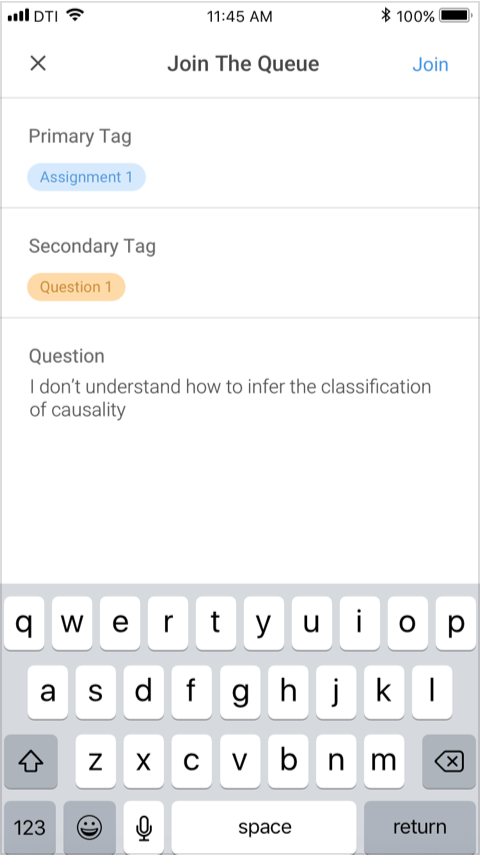 DTI 11:45 AM 100%
Join The Queue Join
Primary Tag
Assignment 1
Secondary Tag
Question 1
Question
I don’t understand how to infer the classification
of causality
q w e r t y u i o p
a s d f g h j k l
z x c v b n m
123 space return